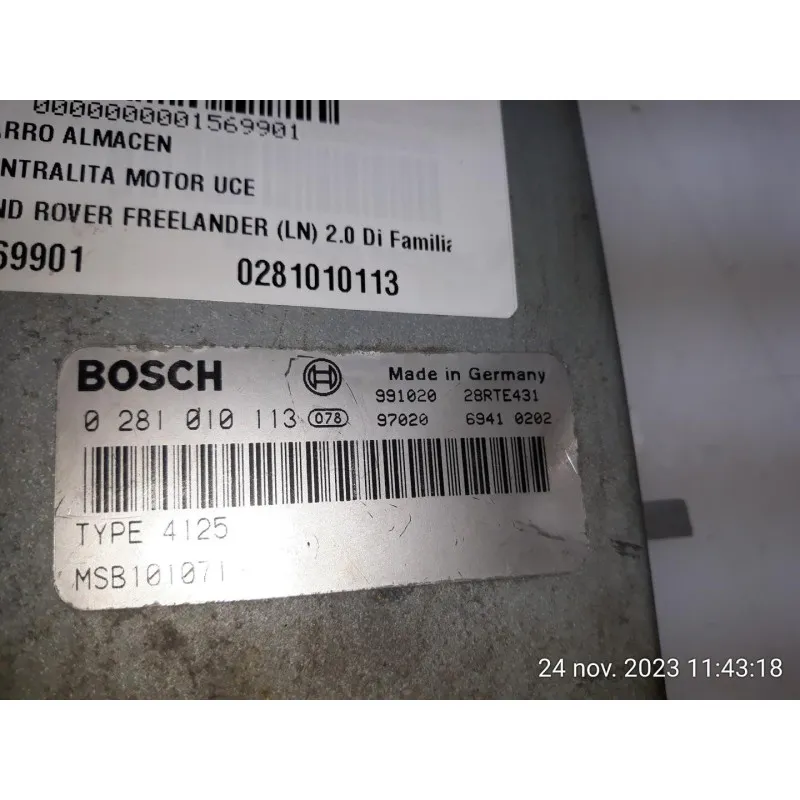 0000000001569901
ARRO ALMACEN
NTRALITA MOTOR UCE
ND ROVER FREELANDER (LN) 2.0 Di Familia
69901 0281010113
BOSCH Made in Germany
991020 28RTE431
0 281 010 113 078 97020 6941 0202
TYPE 4125
MSB101071
24 nov. 2023 11:43:18